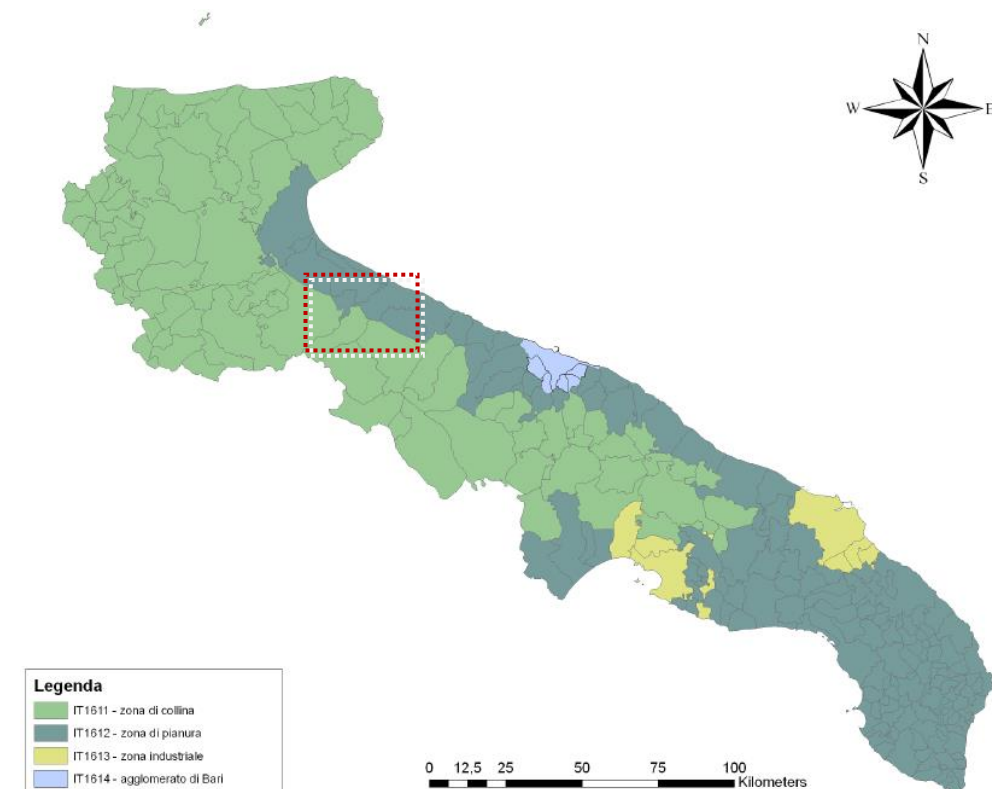 N
W E
S
Legenda
IT1611 - zona di collina
IT1612 - zona di pianura
IT1613 - zona industriale
IT1614 - agglomerato di Bari
0 12,5 25 50 75 100
Kilometers